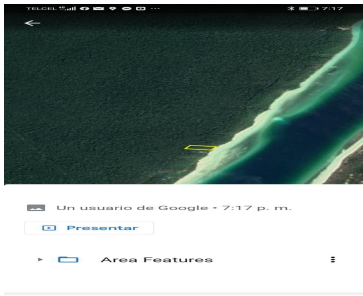 TELCEL ... 7:17
Un usuario de Google • 7:17 p. m.
Presentar
Area Features